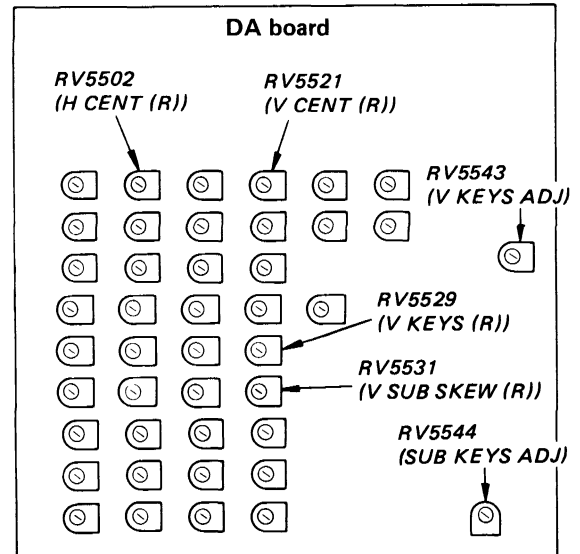 DA board
RV5502
(H CENT (R))
RV5521
(V CENT (R))
RV5543
(V KEYS ADJ)
RV5529
(V KEYS (R))
RV5531
(V SUB SKEW (R))
RV5544
(SUB KEYS ADJ)